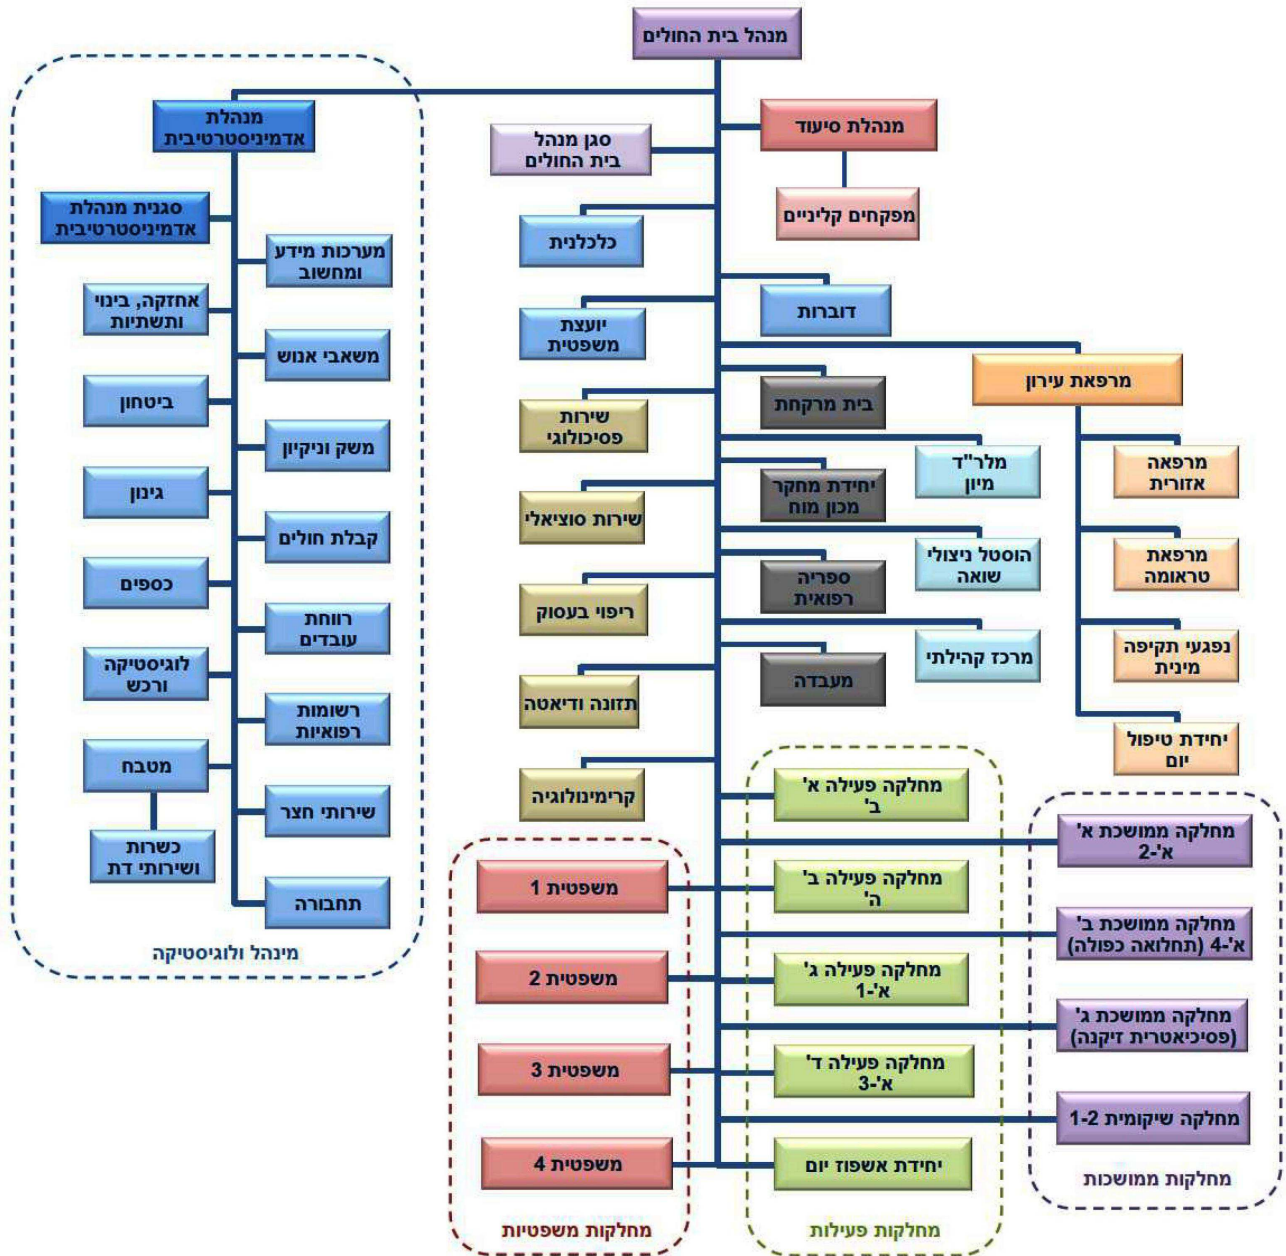 מנהל בית החולים
מנהלת
אדמיניסטרטיבית
סגנית מנהלת
אדמיניסטרטיבית
מערכות מידע
ומחשוב
אחזקה, בינוי
ותשתיות
משאבי אנוש
ביטחון
משק וניקיון
גינון
קבלת חולים
כספים
רווחת
עובדים
לוגיסטיקה
ורכש
רשומות
רפואיות
מטבח
שירותי חצר
כשרות
ושירותי דת
תחבורה
מינהל ולוגיסטיקה
מנהלת סיעוד
מפקחים קליניים
סגן מנהל
בית החולים
כלכלנית
דוברות
יועצת
משפטית
בית מרקחת
שירות
פסיכולוגי
יחידת מחקר
מכון מוח
שירות סוציאלי
ספריה
רפואית
ריפוי בעסוק
מעבדה
תזונה ודיאטה
קרימינולוגיה
מלר"ד
מיון
הוסטל ניצולי
שואה
מרכז קהילתי
מרפאת עירון
מרפאה
אזורית
מרפאת
טראומה
נפגעי תקיפה
מינית
יחידת טיפול
יום
מחלקה פעילה א'
ב'
מחלקה פעילה ב'
ה'
מחלקה פעילה ג'
א'-1
מחלקה פעילה ד'
א'-3
יחידת אשפוז יום
מחלקות פעילות
מחלקה ממושכת א'
א'-2
מחלקה ממושכת ב'
א'-4 (תחלואה כפולה)
מחלקה ממושכת ג'
(פסיכיאטרית זיקנה)
מחלקה שיקומית 1-2
מחלקות ממושכות
משפטית 1
משפטית 2
משפטית 3
משפטית 4
מחלקות משפטיות